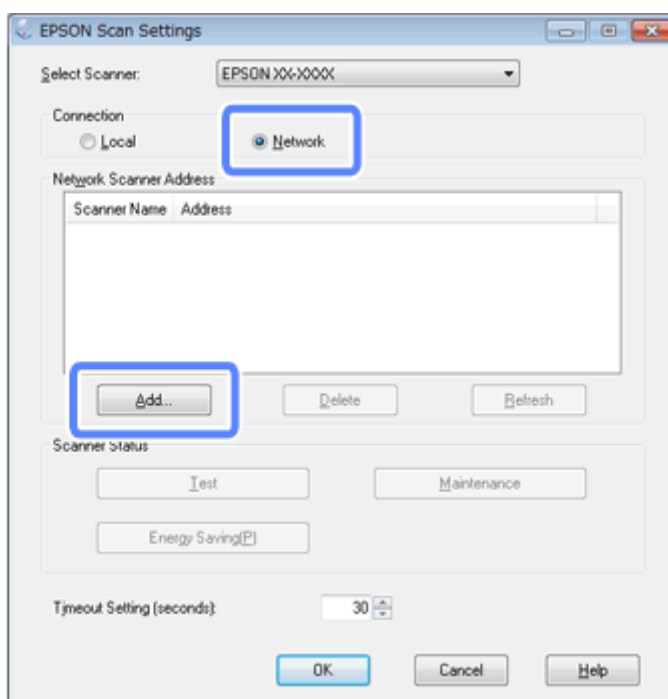 EPSON Scan Settings
Select Scanner: EPSON XX-XXXX
Connection
Local Network
Network Scanner Address
Scanner Name Address
Add... Delete Refresh
Scanner Status
Test Maintenance
Energy Saving(P)
Timeout Setting (seconds): 30
OK Cancel Help